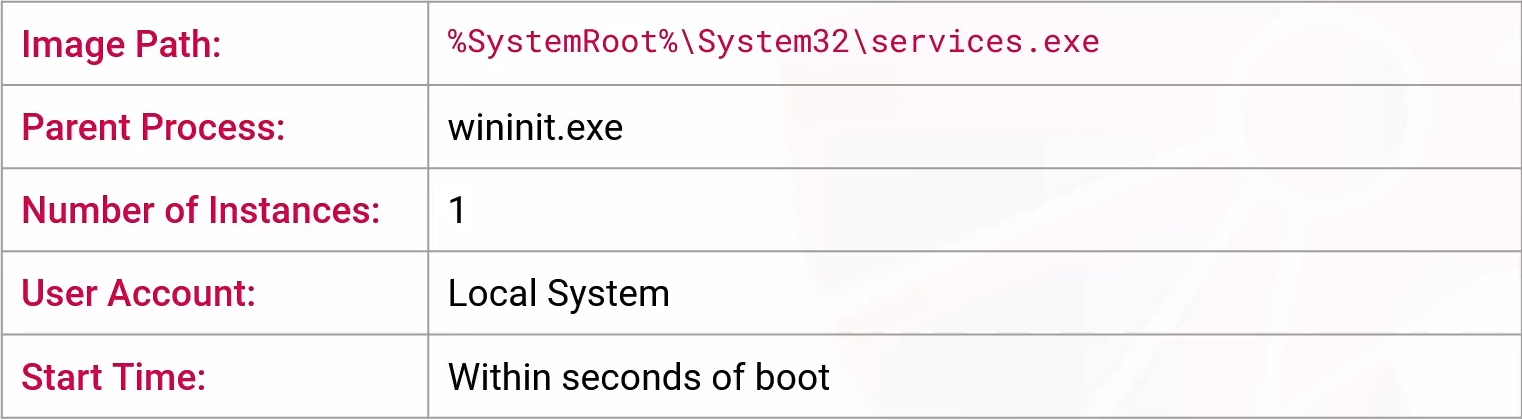 Image Path: %SystemRoot%\System32\services.exe
Parent Process: wininit.exe
Number of Instances: 1
User Account: Local System
Start Time: Within seconds of boot